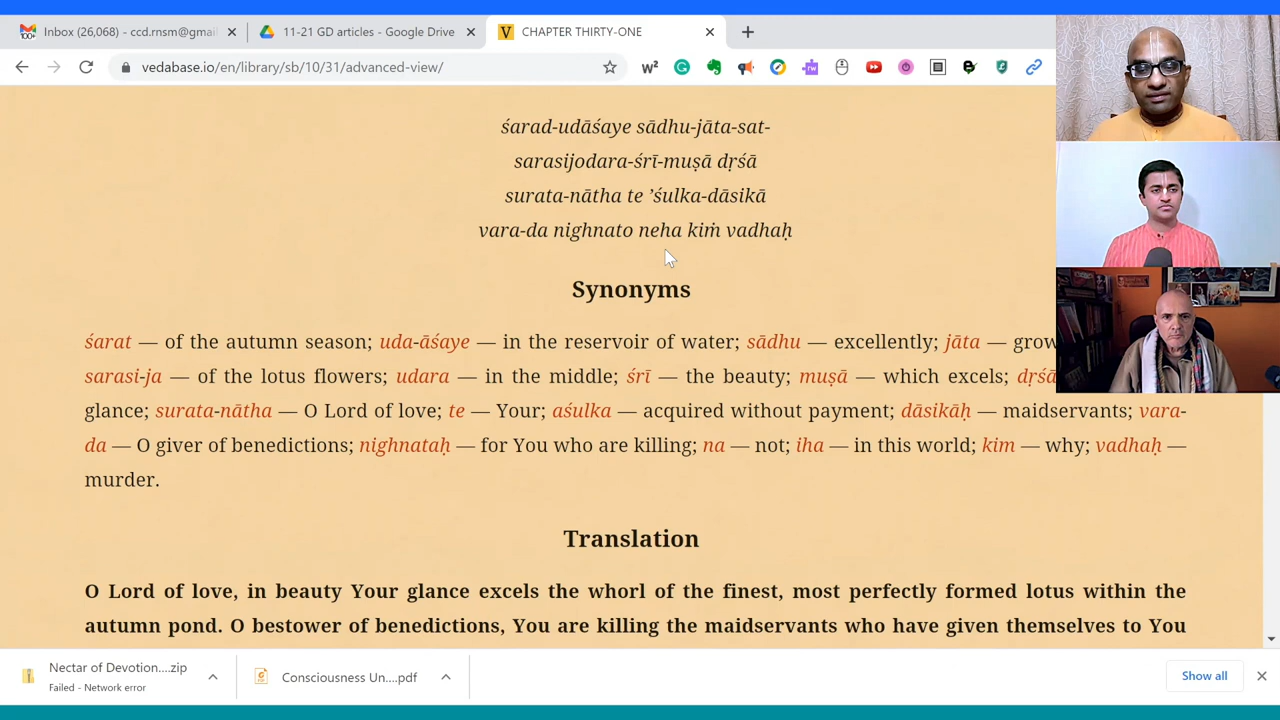 Inbox (26,068) - ccd.rnsm@gmai
11-21 GD articles - Google Drive
CHAPTER THIRTY-ONE
vedabase.io/en/library/sb/10/31/advanced-view/
śarad-udāśaye sādhu-jāta-sat-
sarasijodara-śrī-muṣā dṛśā
surata-nātha te ’śulka-dāsikā
vara-da nighnato neha kiṁ vadhaḥ
Synonyms
śarat — of the autumn season; uda-āśaye — in the reservoir of water; sādhu — excellently; jāta — grow
sarasi-ja — of the lotus flowers; udara — in the middle; śrī — the beauty; muṣā — which excels; dṛśā
glance; surata-nātha — O Lord of love; te — Your; aśulka — acquired without payment; dāsikāḥ — maidservants; vara-
da — O giver of benedictions; nighnataḥ — for You who are killing; na — not; iha — in this world; kim — why; vadhaḥ —
murder.
Translation
O Lord of love, in beauty Your glance excels the whorl of the finest, most perfectly formed lotus within the
autumn pond. O bestower of benedictions, You are killing the maidservants who have given themselves to You
Nectar of Devotion....zip
Failed - Network error
Consciousness Un....pdf
Show all